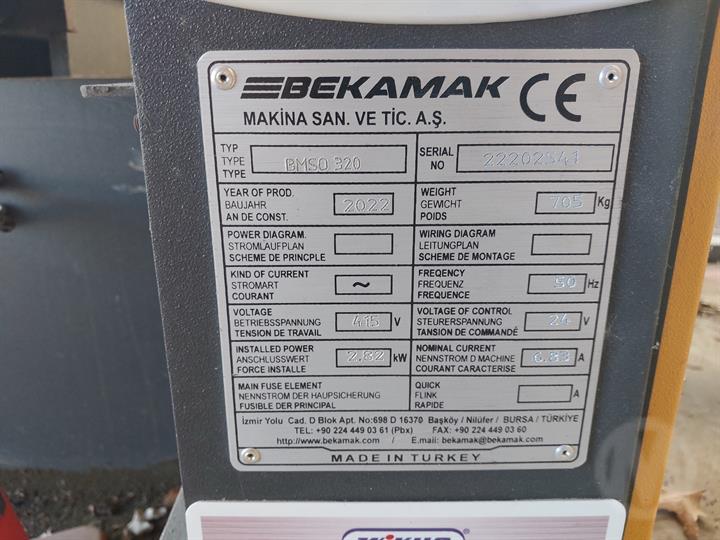 BEKAMAK CE
MAKİNA SAN. VE TİC. A.Ş.
TYP
TYPE
TYPE
BMSO 320
SERIAL
NO
22202541
YEAR OF PROD.
BAUJAHR
AN DE CONST.
2022
WEIGHT
GEWICHT
POIDS
705 Kg
POWER DIAGRAM.
STROMLAUFPLAN
SCHEME DE PRINCPLE
WIRING DIAGRAM
LEITUNGPLAN
SCHEME DE MONTAGE
KIND OF CURRENT
STROMART
COURANT
~
FREQENCY
FREQUENZ
FREQUENCE
50 Hz
VOLTAGE
BETRIEBSSPANNUNG
TENSION DE TRAVAIL
415 V
VOLTAGE OF CONTROL
STEURERSPANNUNG
TANSION DE COMMANDÉ
24 V
INSTALLED POWER
ANSCHLUSSWERT
FORCE INSTALLE
2.82 kW
NOMINAL CURRENT
NENNSTROM D MACHINE
COURANT CARACTERISE
6.83 A
MAIN FUSE ELEMENT
NENNSTROM DER HAUPSICHERUNG
FUSIBLE DER PRINCIPAL
QUICK
FLINK
RAPIDE
A
İzmir Yolu Cad. D Blok Apt. No:698 D 16370 Başköy / Nilüfer / BURSA / TÜRKİYE
TEL: +90 224 449 03 61 (Pbx) FAX: +90 224 449 03 60
http://www.bekamak.com / E.mail: bekamak@bekamak.com
MADE IN TURKEY